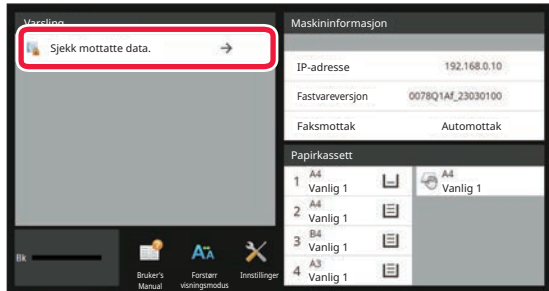 Varsling
Sjekk mottatte data.
Bk
Bruker's
Manual
Forstørr
visningsmodus
Innstillinger
Maskininformasjon
IP-adresse 192.168.0.10
Fastvareversjon 0078Q1Af_23030100
Faksmottak Automottak
Papirkassett
1 A4
Vanlig 1
2 A4
Vanlig 1
3 B4
Vanlig 1
4 A3
Vanlig 1
A4
Vanlig 1